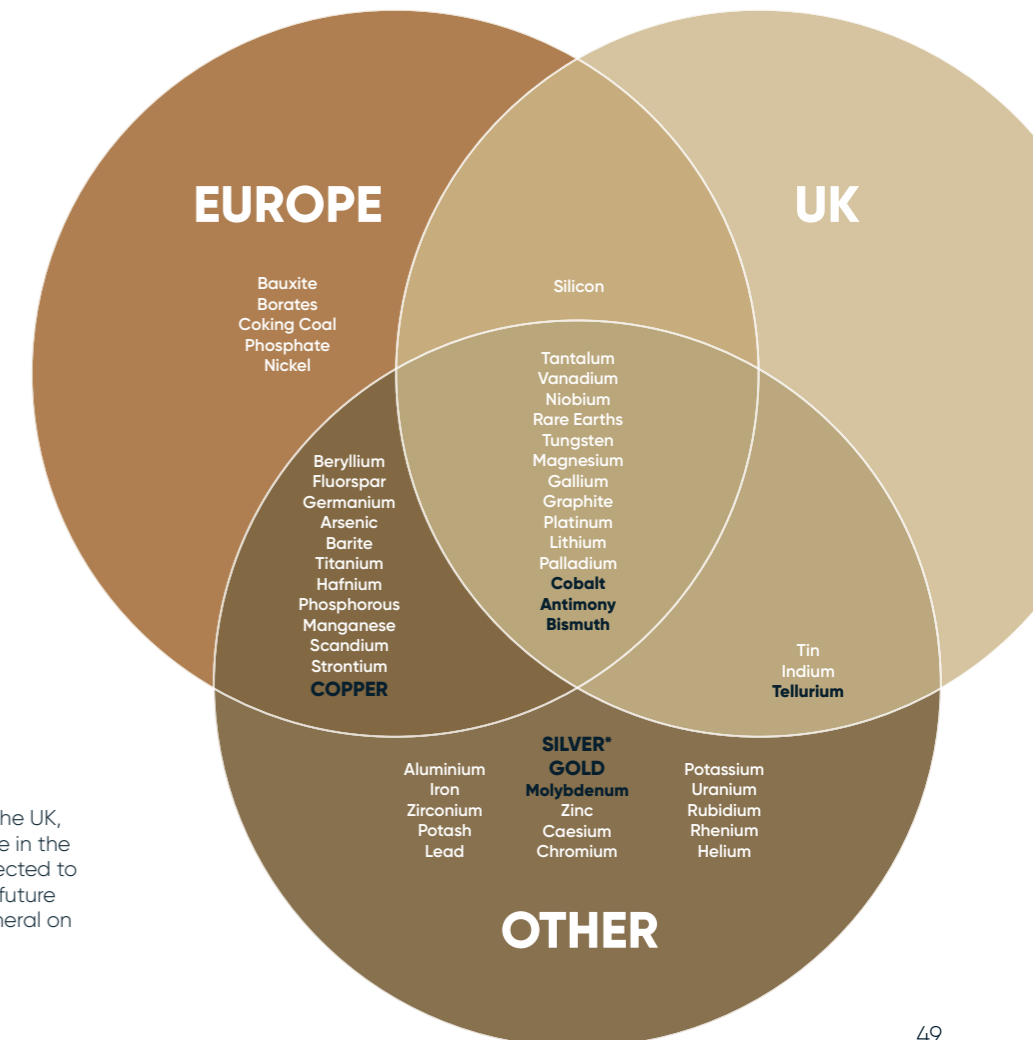 EUROPE
UK
Bauxite
Borates
Coking Coal
Phosphate
Nickel
Silicon
Tantalum
Vanadium
Niobium
Rare Earths
Tungsten
Magnesium
Gallium
Graphite
Platinum
Lithium
Palladium
Cobalt
Antimony
Bismuth
Beryllium
Fluorspar
Germanium
Arsenic
Barite
Titanium
Hafnium
Phosphorous
Manganese
Scandium
Strontium
COPPER
Tin
Indium
Tellurium
SILVER*
GOLD
Molybdenum
Zinc
Caesium
Chromium
Aluminium
Iron
Zirconium
Potash
Lead
Potassium
Uranium
Rubidium
Rhenium
Helium
OTHER
he UK,
e in the
ected to
future
neral on
49